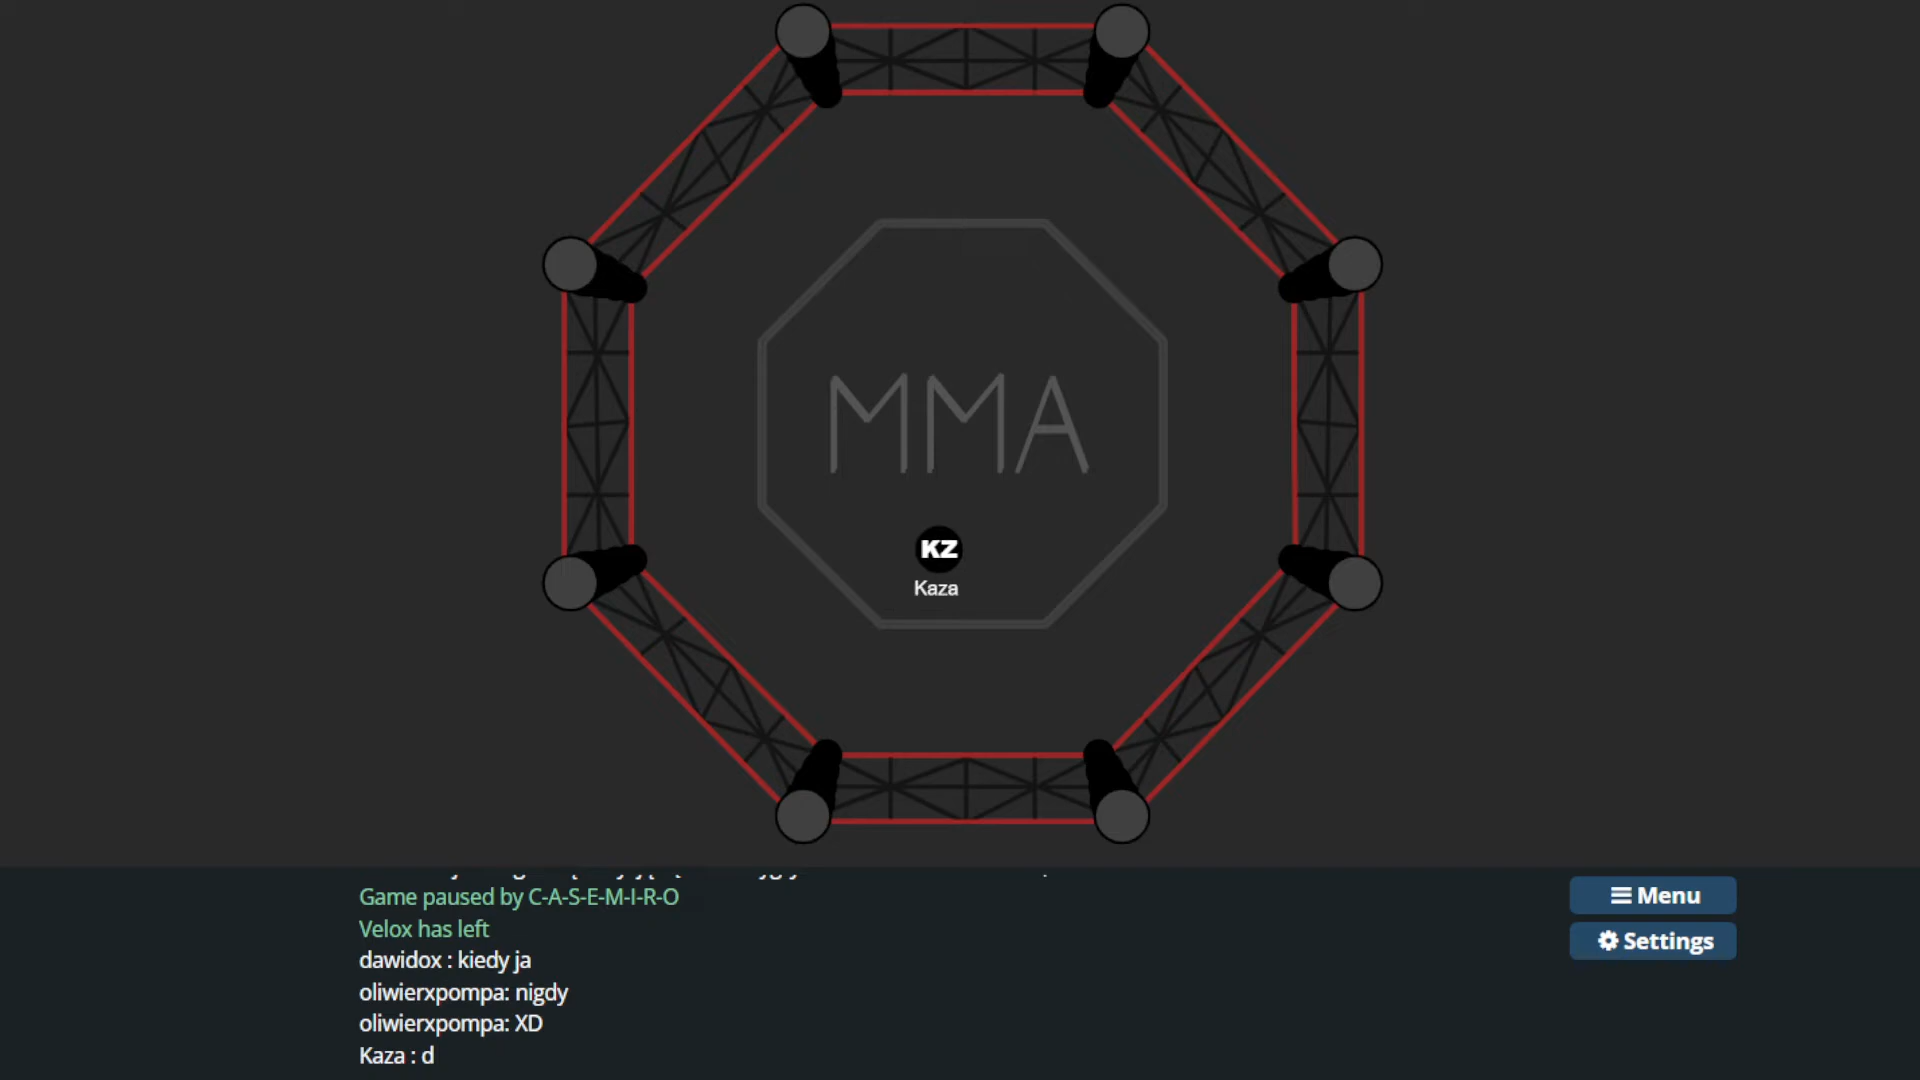 MMA
KZ
Kaza
Game paused by C-A-S-E-M-I-R-O
Velox has left
dawidox : kiedy ja
oliwierxpompa: nigdy
oliwierxpompa: XD
Kaza : d
Menu
Settings